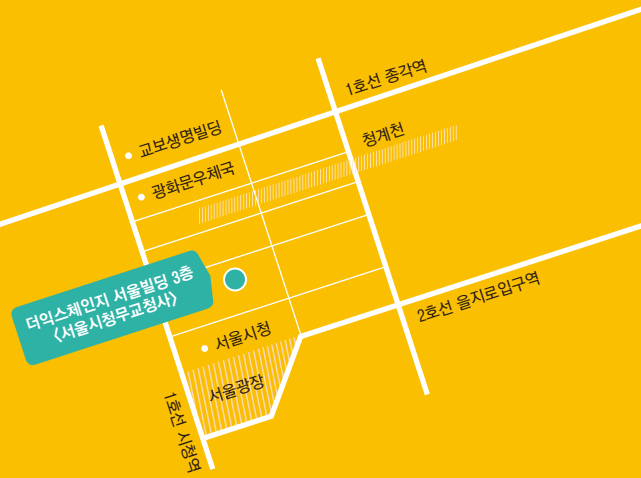 1호선 종각역
교보생명빌딩
청계천
광화문우체국
더익스체인지 서울빌딩 3층
〈서울시청무교청사〉
2호선 을지로입구역
서울시청
서울광장
1호선 시청역